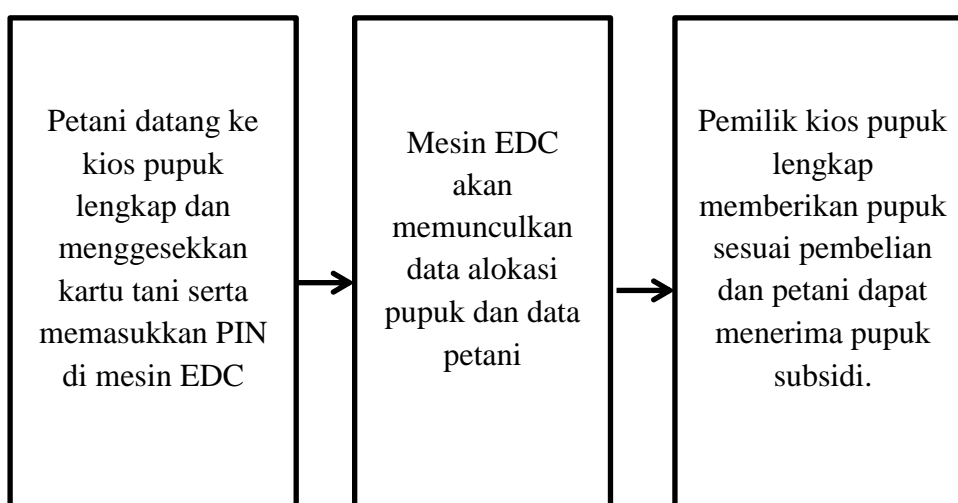 Petani datang ke
kios pupuk
lengkap dan
menggesekkan
kartu tani serta
memasukkan PIN
di mesin EDC
Mesin EDC
akan
memunculkan
data alokasi
pupuk dan data
petani
Pemilik kios pupuk
lengkap
memberikan pupuk
sesuai pembelian
dan petani dapat
menerima pupuk
subsidi.